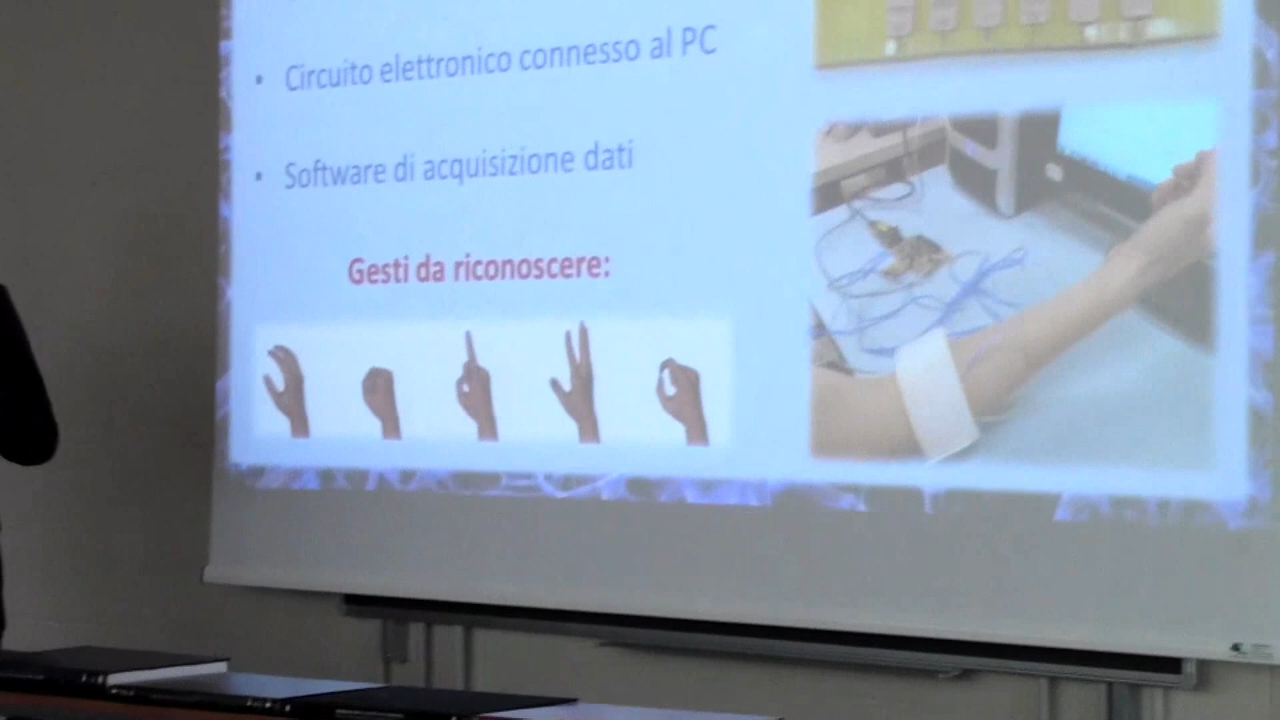 • Circuito elettronico connesso al PC
• Software di acquisizione dati
Gesti da riconoscere: